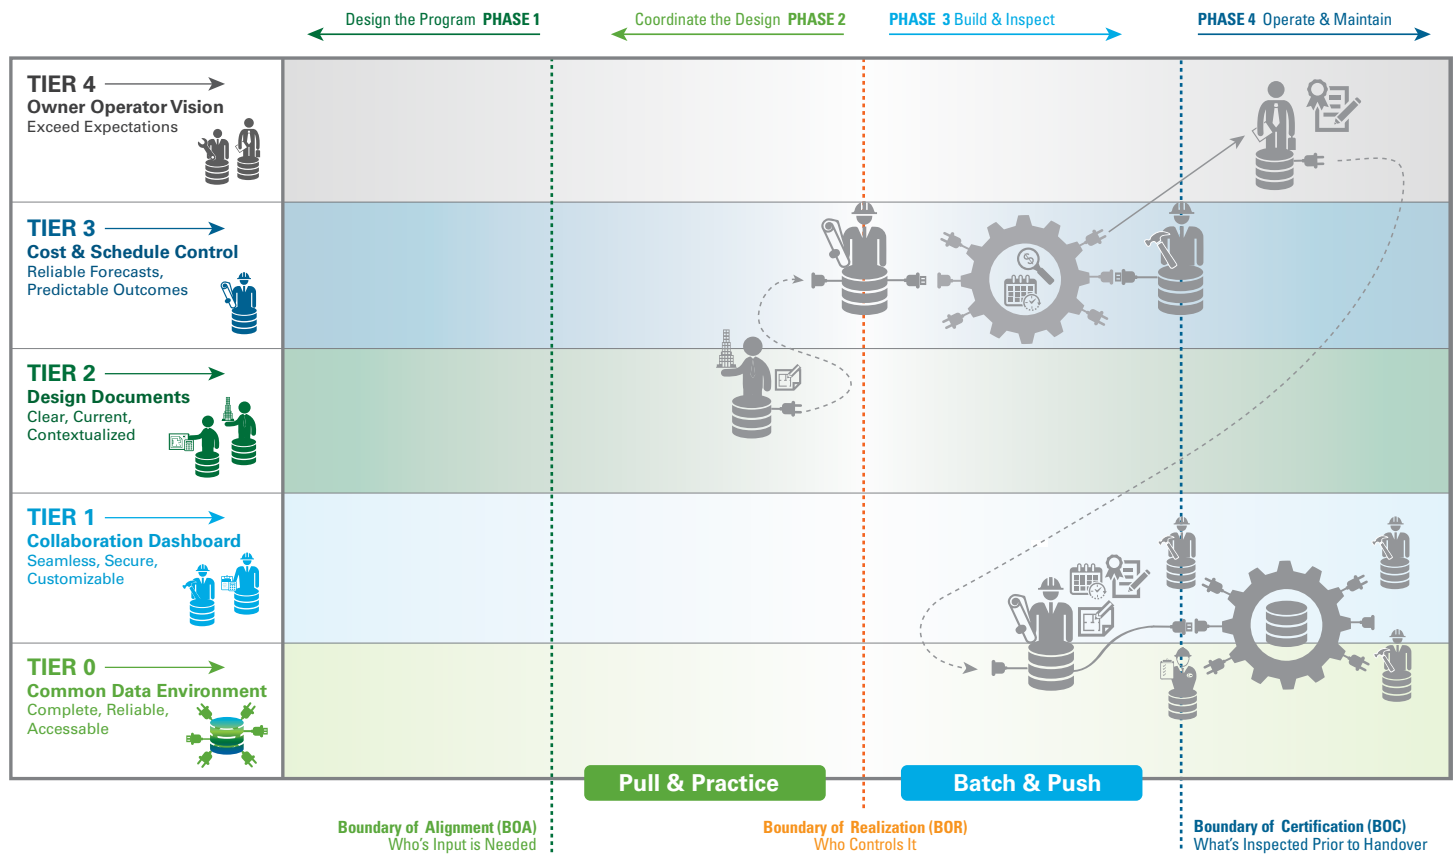 Design the Program PHASE 1
Coordinate the Design PHASE 2
PHASE 3 Build & Inspect
PHASE 4 Operate & Maintain
TIER 4
Owner Operator Vision
Exceed Expectations
TIER 3
Cost & Schedule Control
Reliable Forecasts,
Predictable Outcomes
TIER 2
Design Documents
Clear, Current,
Contextualized
TIER 1
Collaboration Dashboard
Seamless, Secure,
Customizable
TIER 0
Common Data Environment
Complete, Reliable,
Accessable
Pull & Practice
Batch & Push
Boundary of Alignment (BOA)
Who's Input is Needed
Boundary of Realization (BOR)
Who Controls It
Boundary of Certification (BOC)
What's Inspected Prior to Handover